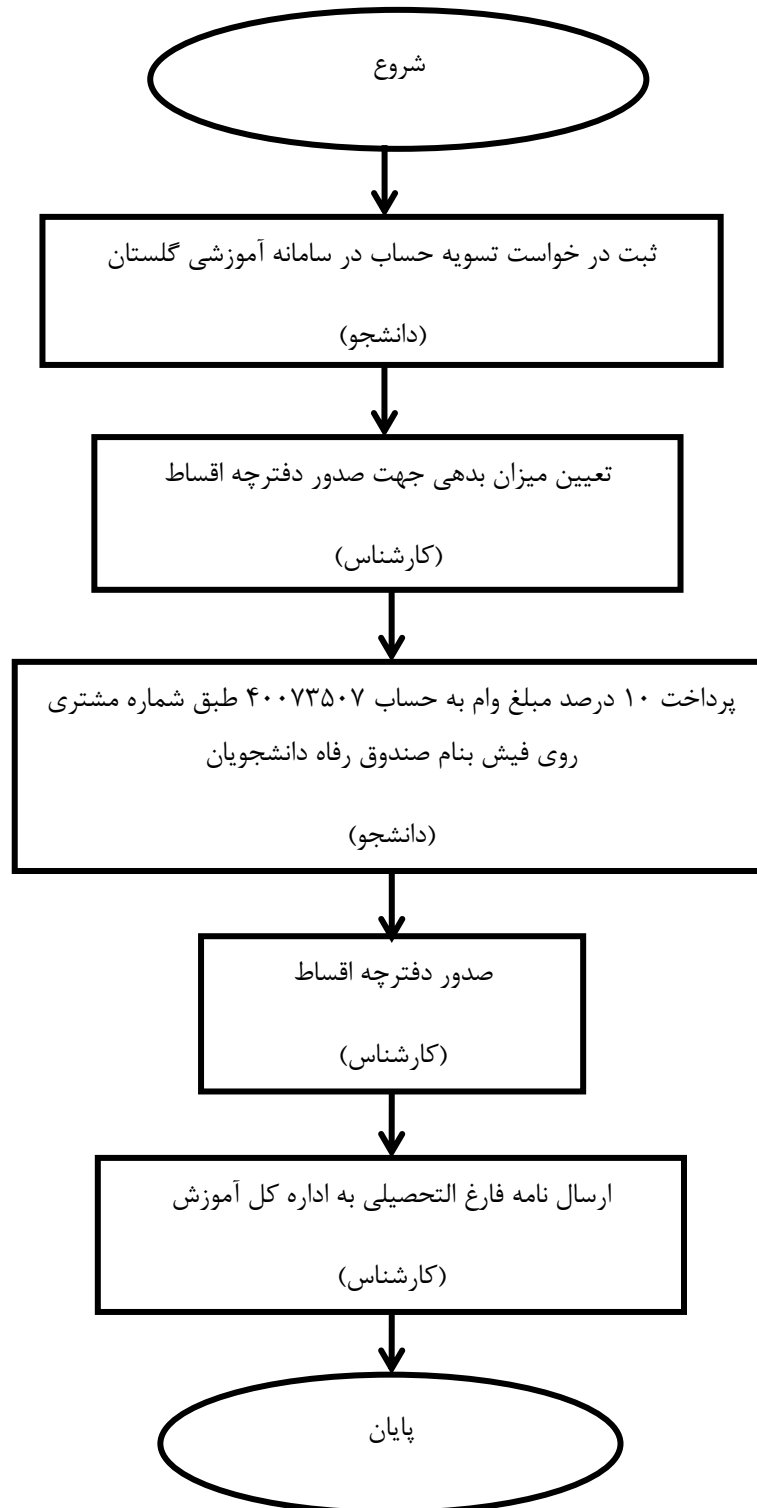 شروع
ثبت در خواست تسویه حساب در سامانه آموزشی گلستان
(دانشجو)
تعیین میزان بدهی جهت صدور دفترچه اقساط
(کارشناس)
پرداخت ۱۰ درصد مبلغ وام به حساب ۴۰۰۷۳۵۰۷ طبق شماره مشتری
روی فیش بنام صندوق رفاه دانشجویان
(دانشجو)
صدور دفترچه اقساط
(کارشناس)
ارسال نامه فارغ التحصیلی به اداره کل آموزش
(کارشناس)
پایان